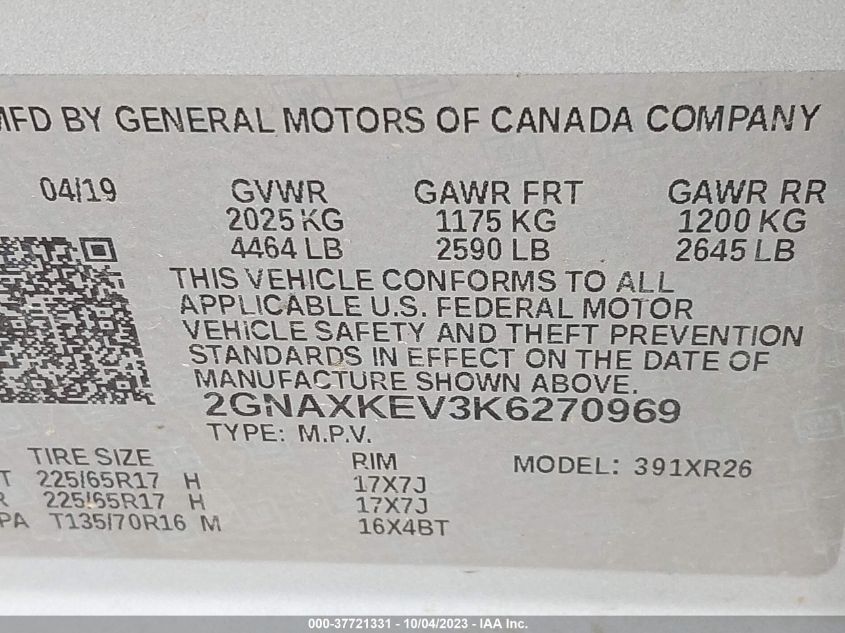 MFD BY GENERAL MOTORS OF CANADA COMPANY
04/19 GVWR GAWR FRT GAWR RR
2025 KG 1175 KG 1200 KG
4464 LB 2590 LB 2645 LB
THIS VEHICLE CONFORMS TO ALL
APPLICABLE U.S. FEDERAL MOTOR
VEHICLE SAFETY AND THEFT PREVENTION
STANDARDS IN EFFECT ON THE DATE OF
MANUFACTURE SHOWN ABOVE.
2GNAXKEV3K6270969
TYPE: M.P.V.
TIRE SIZE RIM MODEL: 391XR26
T 225/65R17 H 17X7J
R 225/65R17 H 17X7J
PA T135/70R16 M 16X4BT
000-37721331 - 10/04/2023 - IAA Inc.